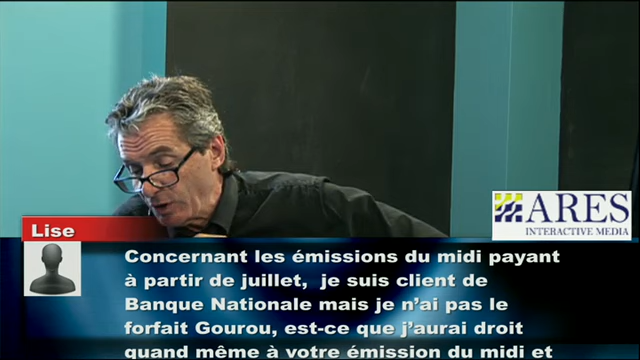 ARES
INTERACTIVE MEDIA
Lise
Concernant les émissions du midi payant
à partir de juillet, je suis client de
Banque Nationale mais je n'ai pas le
forfait Gourou, est-ce que j'aurai droit
quand même à votre émission du midi et